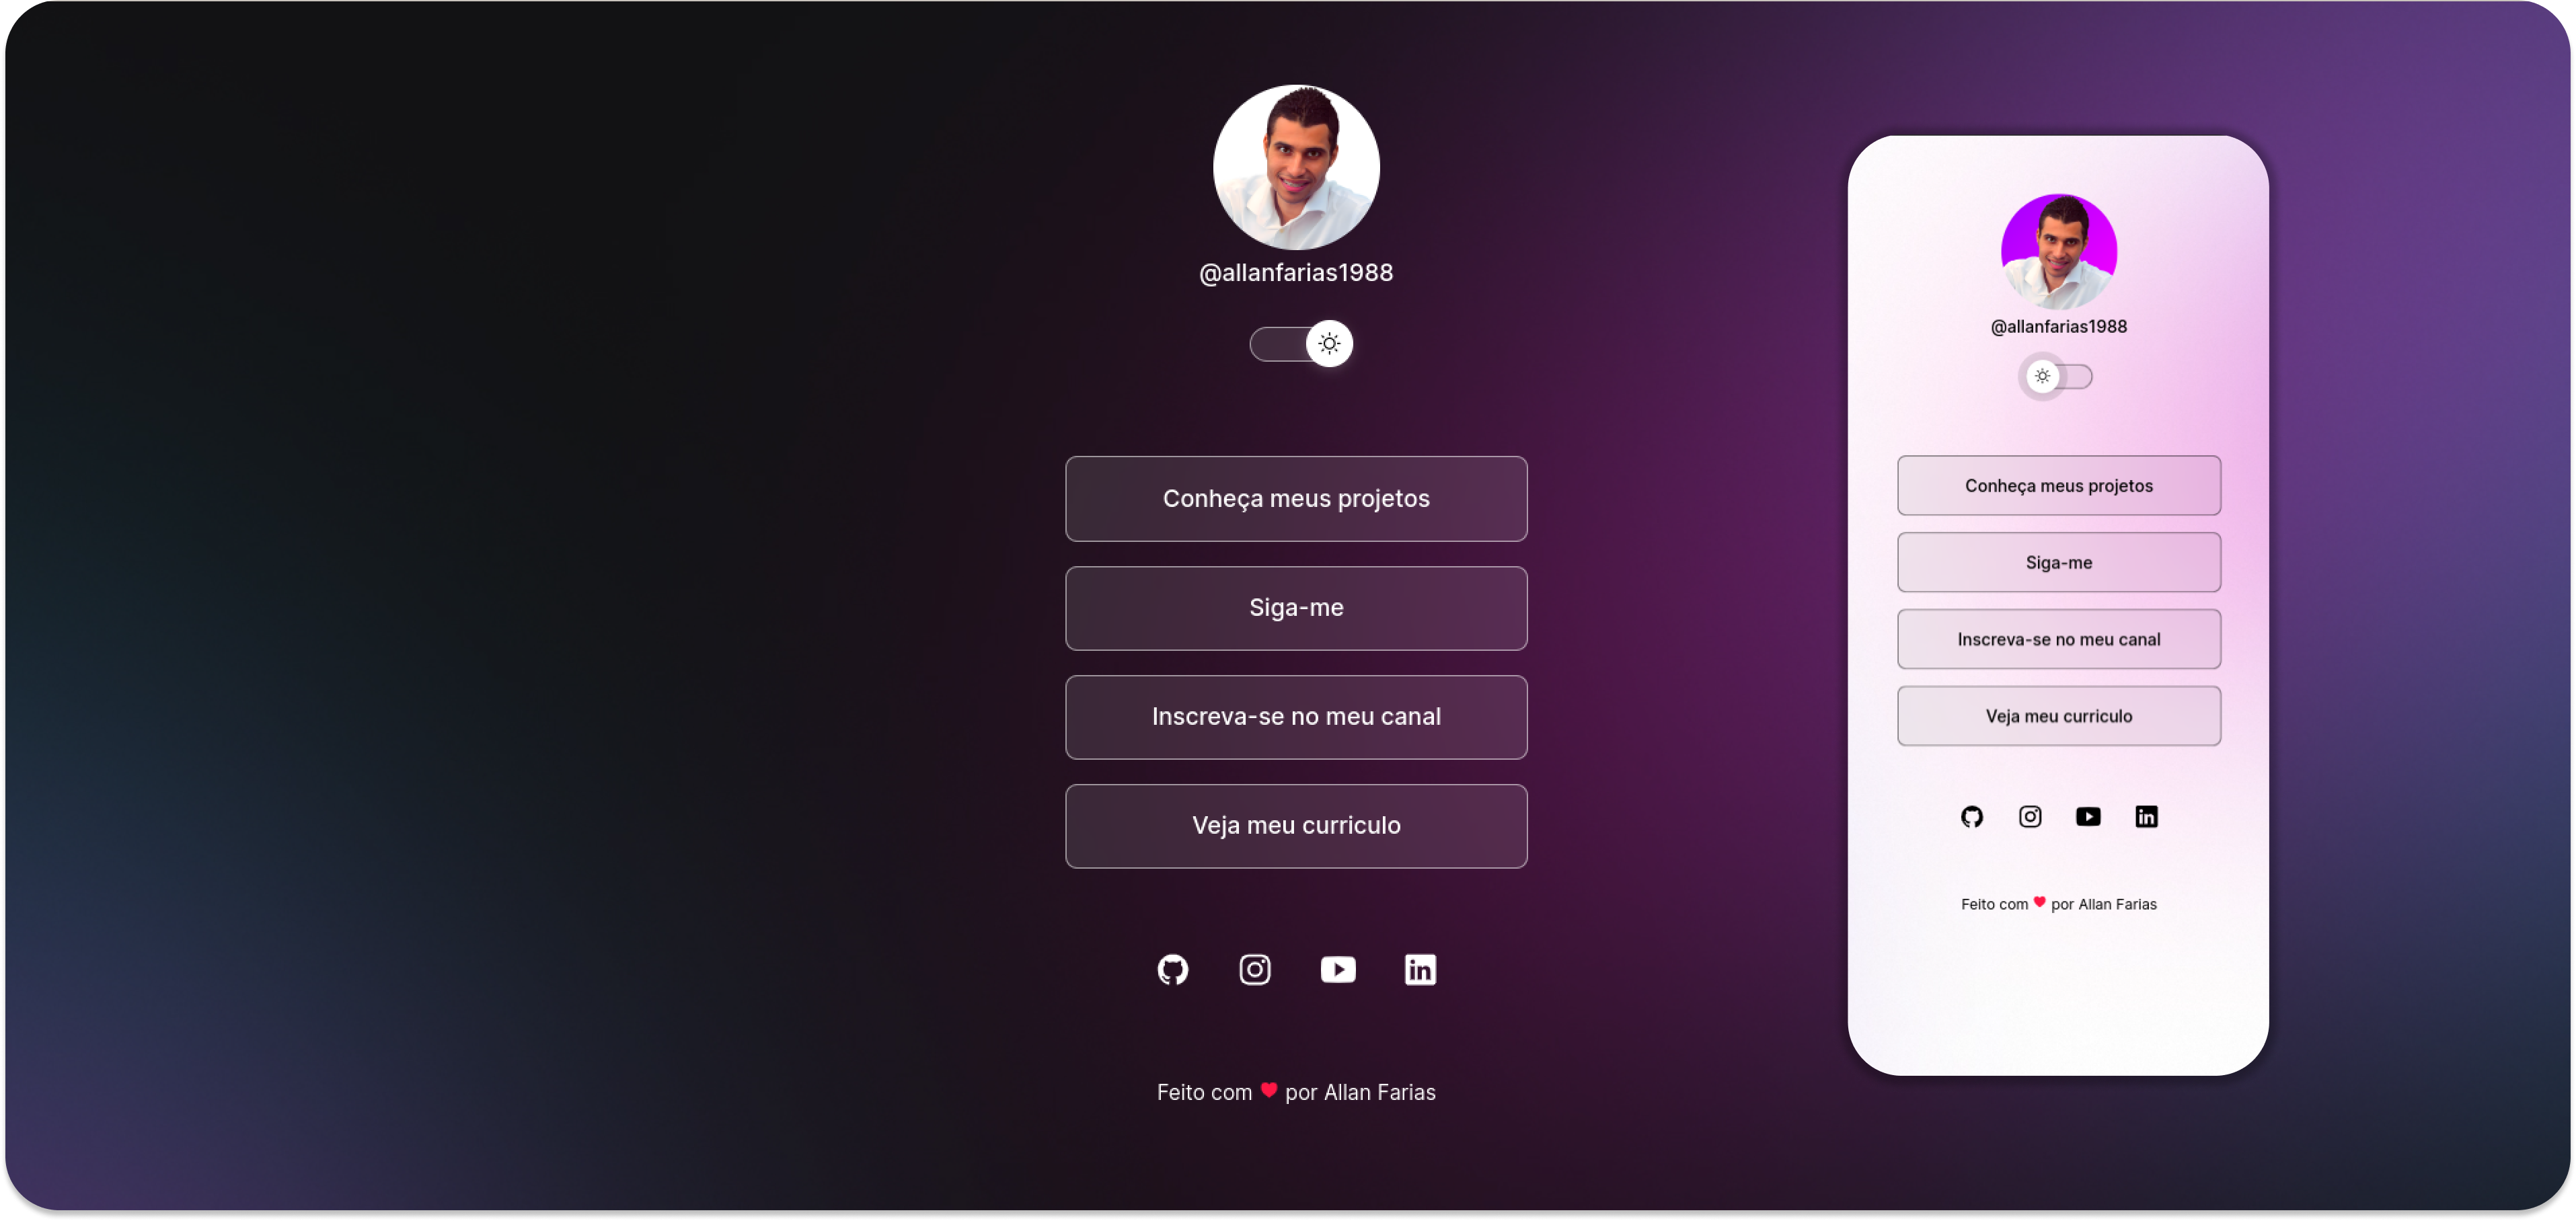 @allanfarias1988
Conheça meus projetos
Siga-me
Inscreva-se no meu canal
Veja meu curriculo
Feito com ❤ por Allan Farias
@allanfarias1988
Conheça meus projetos
Siga-me
Inscreva-se no meu canal
Veja meu curriculo
Feito com ❤ por Allan Farias